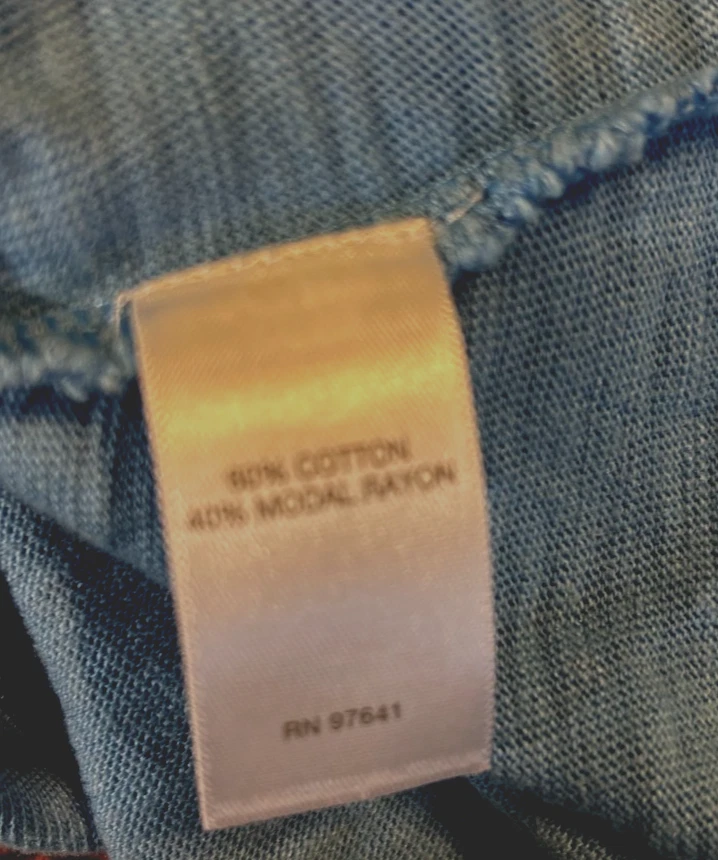 60% COTTON
40% MODAL RAYON
RN 97641